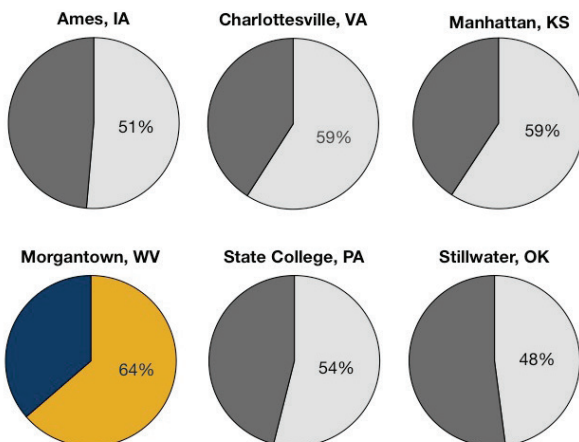 Ames, IA
Charlottesville, VA
Manhattan, KS
51%
59%
59%
Morgantown, WV
State College, PA
Stillwater, OK
64%
54%
48%